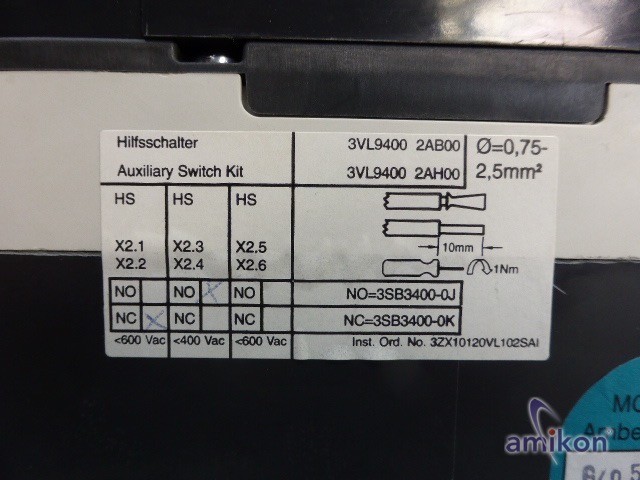 Hilfsschalter 3VL9400 2AB00 Ø=0,75-
Auxiliary Switch Kit 3VL9400 2AH00 2,5mm²
HS HS HS
X2.1 X2.3 X2.5
X2.2 X2.4 X2.6
10mm
1Nm
NO NO NO NO=3SB3400-0J
NC NC NC NC=3SB3400-0K
<600 Vac <400 Vac <600 Vac Inst. Ord. No. 3ZX10120VL102SAI
MC
Ambe
amikon